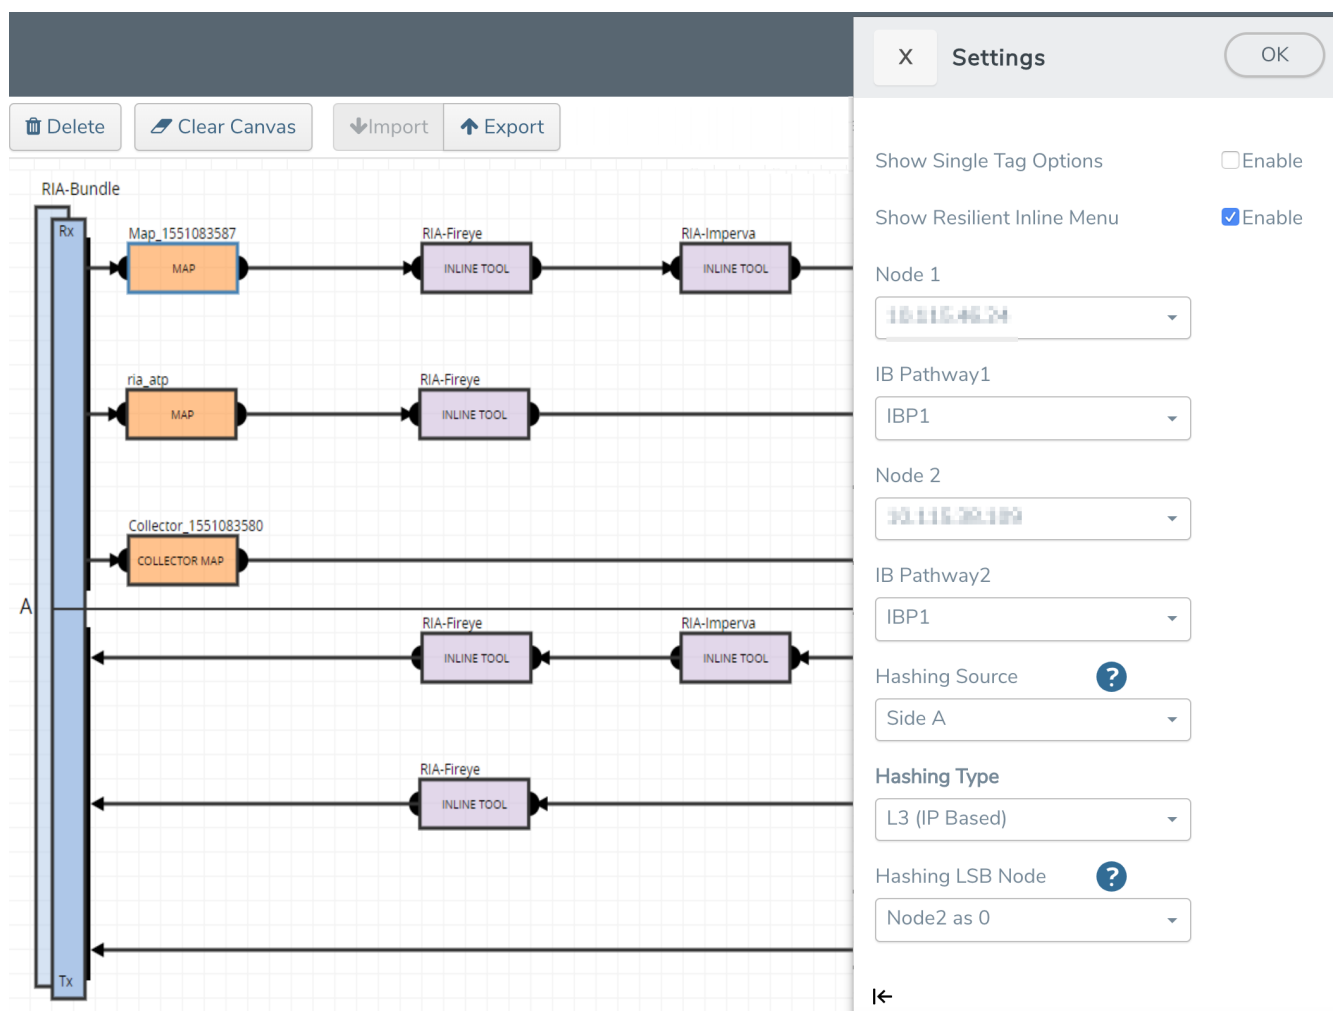 X
Settings
OK
Delete
Clear Canvas
Import
Export
RIA-Bundle
Rx
Map_1551083587
MAP
RIA-Fireye
INLINE TOOL
RIA-Imperva
INLINE TOOL
ria_atp
MAP
RIA-Fireye
INLINE TOOL
Collector_1551083580
COLLECTOR MAP
A
RIA-Fireye
INLINE TOOL
RIA-Imperva
INLINE TOOL
RIA-Fireye
INLINE TOOL
Tx
Show Single Tag Options
Enable
Show Resilient Inline Menu
Enable
Node 1
IB Pathway1
IBP1
Node 2
IB Pathway2
IBP1
Hashing Source
?
Side A
Hashing Type
L3 (IP Based)
Hashing LSB Node
?
Node2 as 0